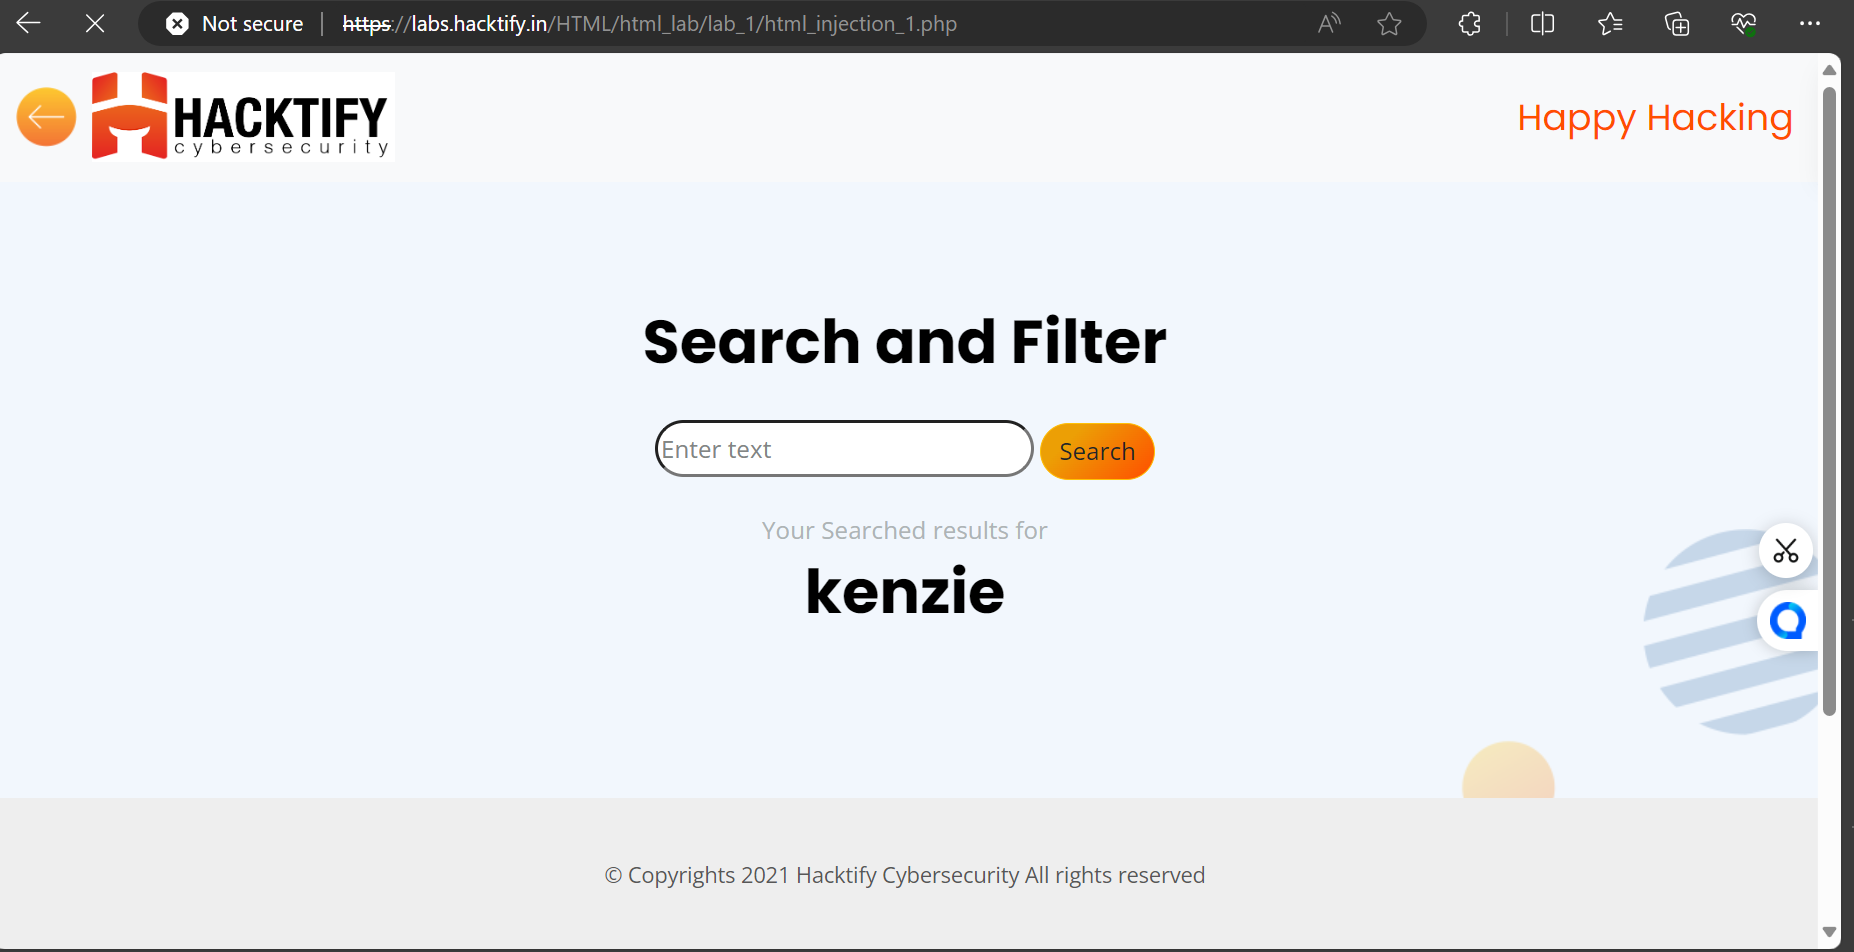 Not secure
https://labs.hacktify.in/HTML/html_lab/lab_1/html_injection_1.php
HACKTIFY
cybersecurity
Happy Hacking
Search and Filter
Enter text
Search
Your Searched results for
kenzie
© Copyrights 2021 Hacktify Cybersecurity All rights reserved